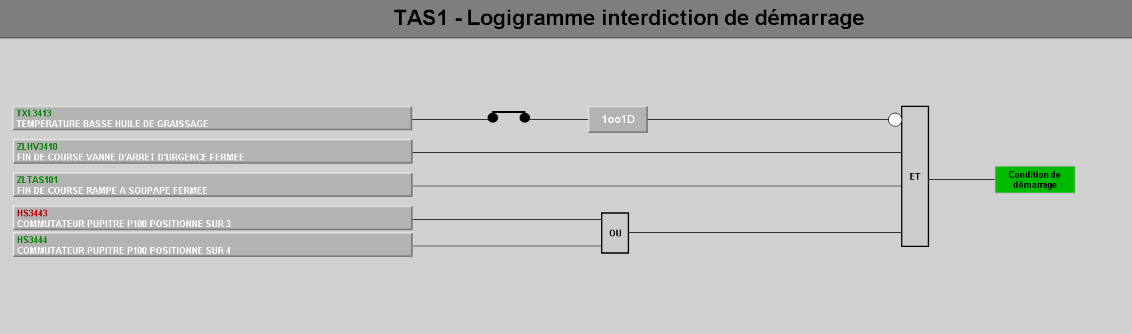 TAS1 - Logigramme interdiction de démarrage
TXL3413
TEMPERATURE BASSE HUILE DE GRAISSAGE
1oo1D
ZLHV3410
FIN DE COURSE VANNE D'ARRET D'URGENCE FERMEE
ZLTAS101
FIN DE COURSE RAMPE A SOUPAPE FERMEE
ET
Condition de
démarrage
HS3443
COMMUTATEUR PUPITRE P100 POSITIONNE SUR 3
OU
HS3444
COMMUTATEUR PUPITRE P100 POSITIONNE SUR 4